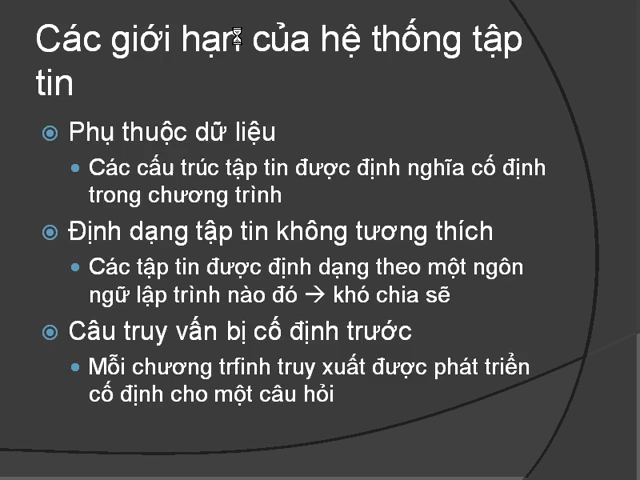 Các giới hạn của hệ thống tập
tin
Phụ thuộc dữ liệu
Các cấu trúc tập tin được định nghĩa cố định
trong chương trình
Định dạng tập tin không tương thích
Các tập tin được định dạng theo một ngôn
ngữ lập trình nào đó → khó chia sẽ
Câu truy vấn bị cố định trước
Mỗi chương trfinh truy xuất được phát triển
cố định cho một câu hỏi